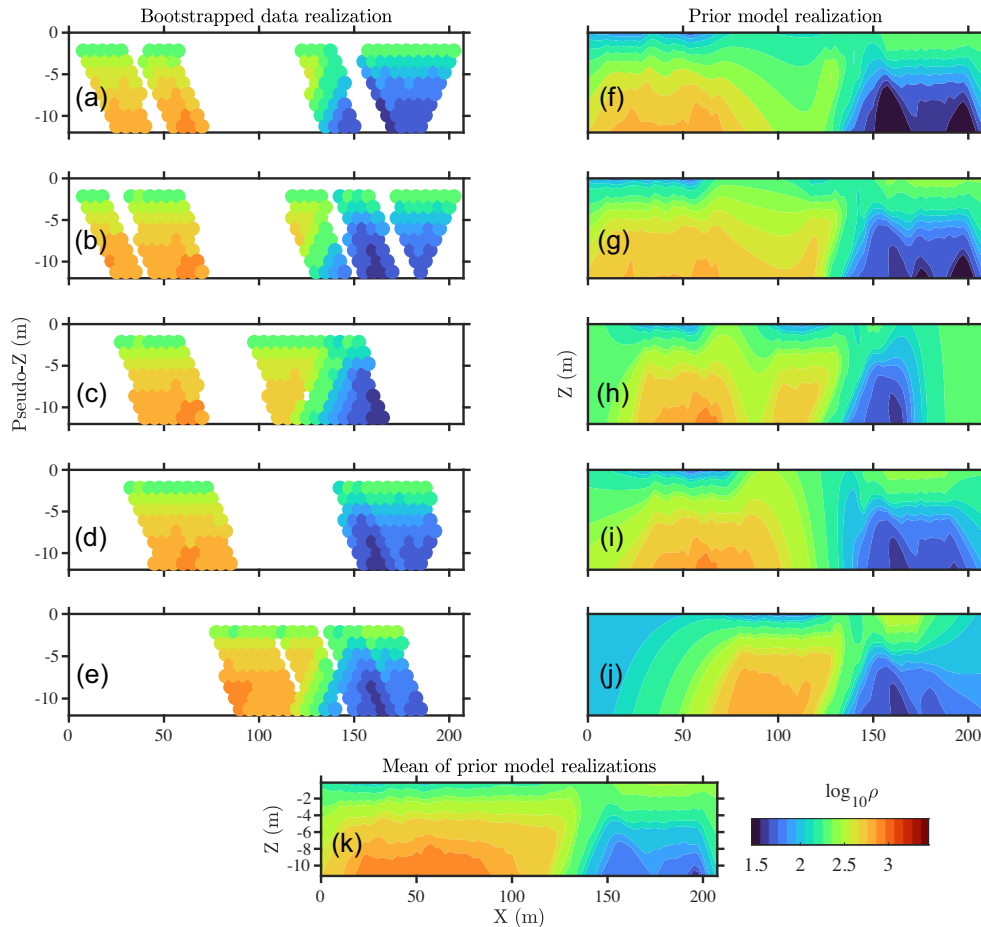 Bootstrapped data realization
Prior model realization
0
-5
-10
(a)
(f)
0
-5
-10
(b)
(g)
0
-5
-10
(c)
(h)
0
-5
-10
(d)
(i)
0
-5
-10
(e)
(j)
Pseudo-Z (m)
Z (m)
0 50 100 150 200
0 50 100 150 200
Mean of prior model realizations
-2
-4
-6
-8
-10
Z (m)
(k)
0 50 100 150 200
X (m)
log10ρ
1.5 2 2.5 3